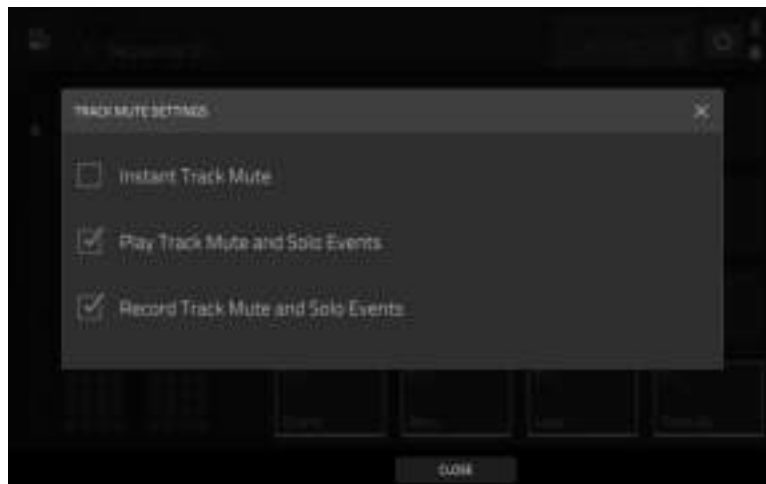 TRACK MUTE SETTINGS
Instant Track Mute
Play Track Mute and Solo Events
Record Track Mute and Solo Events
CLOSE